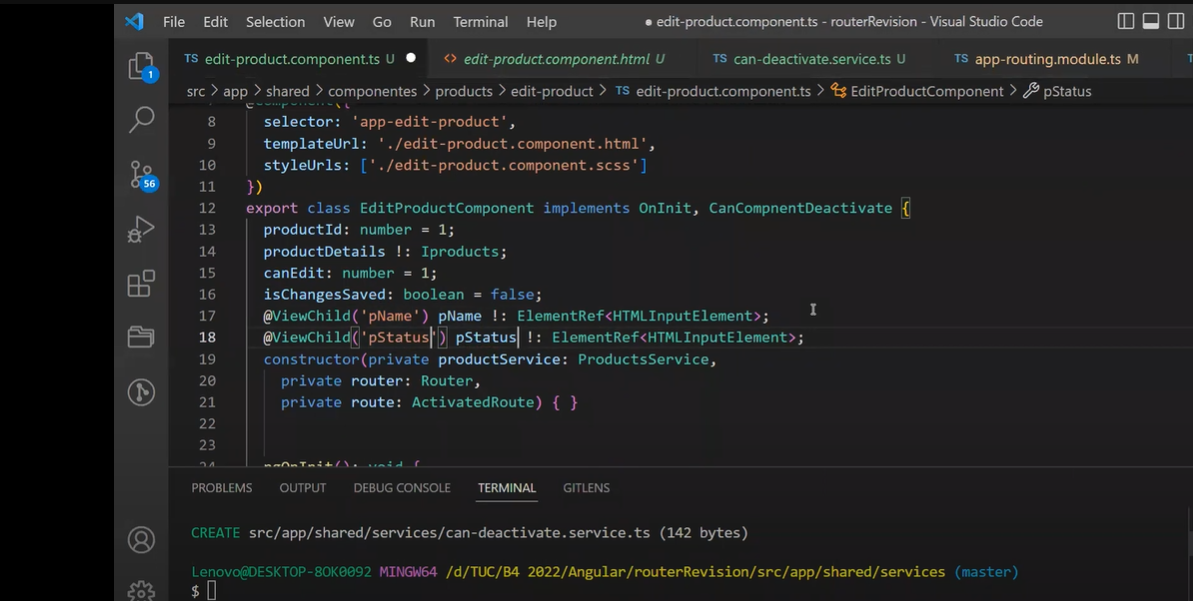 File Edit Selection View Go Run Terminal Help ● edit-product.component.ts - routerRevision - Visual Studio Code
TS edit-product.component.ts U ● <> edit-product.component.html U TS can-deactivate.service.ts U TS app-routing.module.ts M
1
src > app > shared > componentes > products > edit-product > TS edit-product.component.ts > EditProductComponent > pStatus
@Component({
8 selector: 'app-edit-product',
9 templateUrl: './edit-product.component.html',
10 styleUrls: ['./edit-product.component.scss']
11 })
56
12 export class EditProductComponent implements OnInit, CanCompnentDeactivate {
13 productId: number = 1;
14 productDetails !: Iproducts;
15 canEdit: number = 1;
16 isChangesSaved: boolean = false;
17 @ViewChild('pName') pName !: ElementRef<HTMLInputElement>;
18 @ViewChild('pStatus') pStatus !: ElementRef<HTMLInputElement>;
19 constructor(private productService: ProductsService,
20 private router: Router,
21 private route: ActivatedRoute) { }
22
23
24 ngOnInit(): void {
PROBLEMS OUTPUT DEBUG CONSOLE TERMINAL GITLENS
CREATE src/app/shared/services/can-deactivate.service.ts (142 bytes)
Lenovo@DESKTOP-8OK0092 MINGW64 /d/TUC/B4 2022/Angular/routerRevision/src/app/shared/services (master)
$